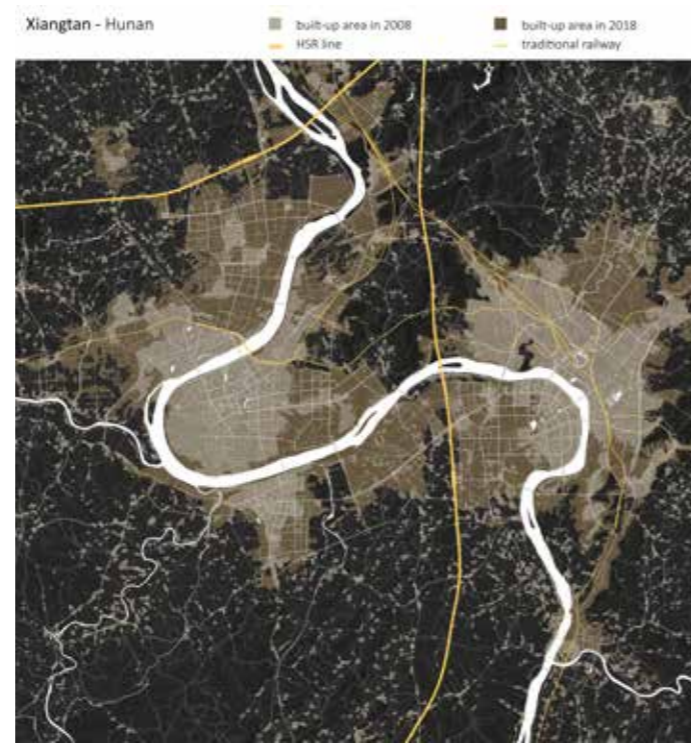 Xiangtan - Hunan
built-up area in 2008
built-up area in 2018
HSR line
traditional railway